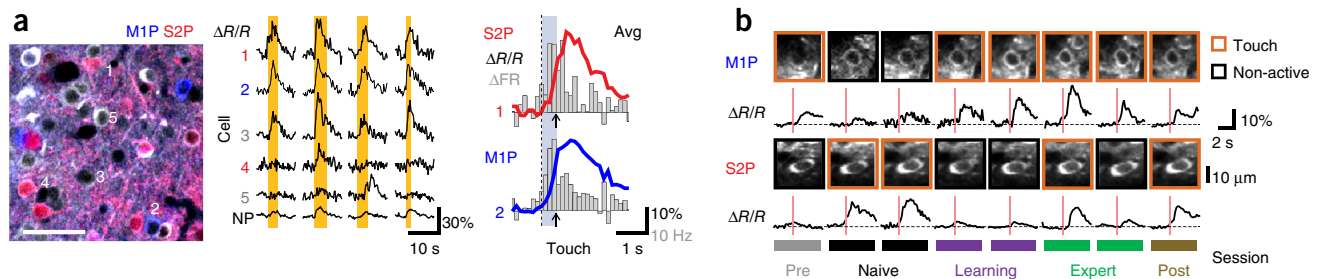 a
M1P S2P
1
5
3
4
2
ΔR/R
Cell
1
2
3
4
5
NP
30%
10 s
S2P
ΔR/R
ΔFR
Avg
1
M1P
2
10%
10 Hz
Touch
1 s
b
M1P
Touch
Non-active
ΔR/R
10%
2 s
S2P
10 μm
ΔR/R
Pre
Naive
Learning
Expert
Post
Session